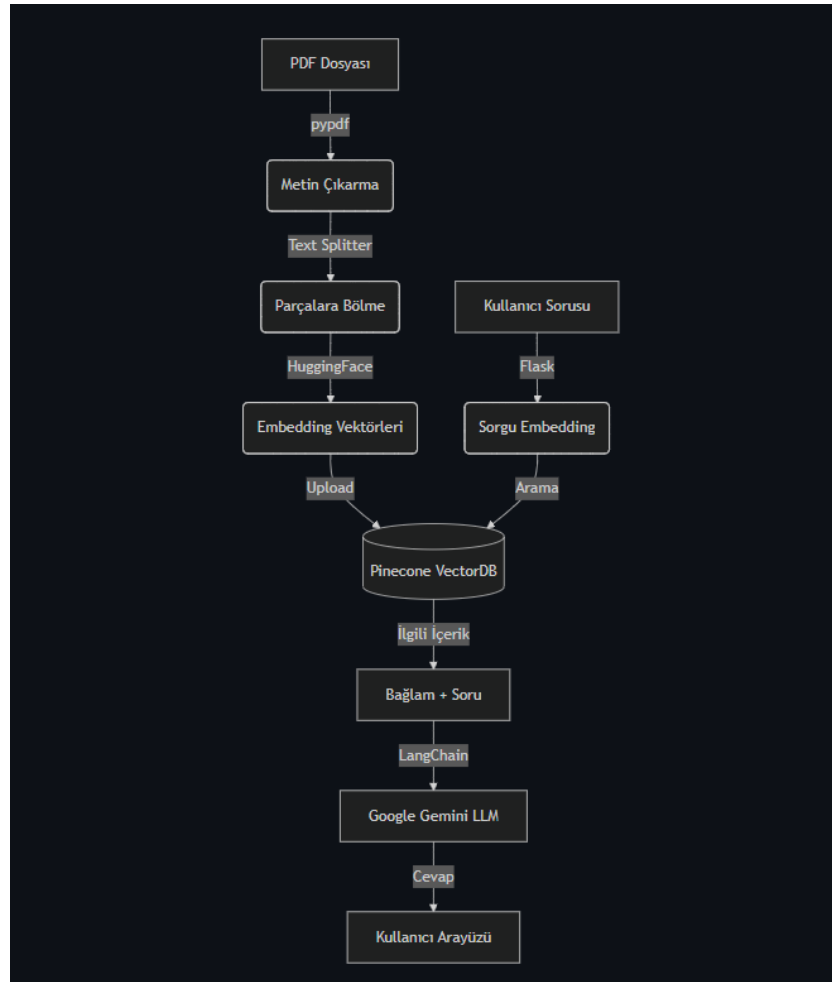 PDF Dosyası
pypdf
Metin Çıkarma
Text Splitter
Parçalara Bölme
Kullanıcı Sorusu
HuggingFace
Flask
Embedding Vektörleri
Sorgu Embedding
Upload
Arama
Pinecone VectorDB
İlgili İçerik
Bağlam + Soru
LangChain
Google Gemini LLM
Cevap
Kullanıcı Arayüzü